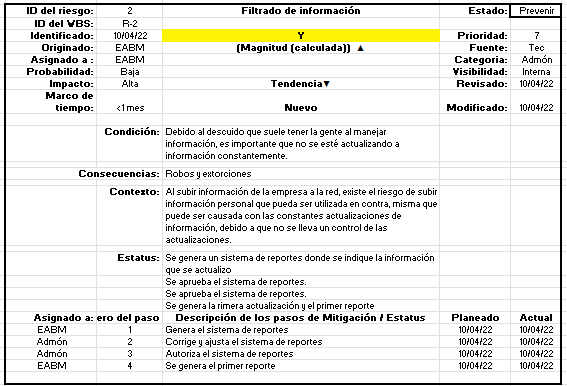 ID del riesgo: 2 Filtrado de información Estado: Prevenir
ID del WBS: R-2
Identificado: 10/04/22 Y Prioridad: 7
Originado: EABM (Magnitud (calculada)) ▲ Fuente: Tec
Asignado a : EABM Categoria: Admón
Probabilidad: Baja Visibilidad: Interna
Impacto: Alta Tendencia▼ Revisado: 10/04/22
Marco de
tiempo: <1 mes Nuevo Modificado: 10/04/22
Condición: Debido al descuido que suele tener la gente al manejar
información, es importante que no se esté actualizando a
información constantemente.
Consecuencias: Robos y extorciones
Contexto: Al subir información de la empresa a la red, existe el riesgo de subir
información personal que pueda ser utilizada en contra, misma que
puede ser causada con las constantes actualizaciones de
información, debido a que no se lleva un control de las
actualizaciones.
Estatus: Se genera un sistema de reportes donde se indique la información
que se actualizo
Se aprueba el sistema de reportes.
Se aprueba el sistema de reportes.
Se genera la rimera actualización y el primer reporte
Asignado a: ero del paso Descripción de los pasos de Mitigación / Estatus Planeado Actual
EABM 1 Genera el sistema de reportes 10/04/22 10/04/22
Admón 2 Corrige y ajusta el sistema de reportes 10/04/22 10/04/22
Admón 3 Autoriza el sistema de reportes 10/04/22 10/04/22
EABM 4 Se genera el primer reporte 10/04/22 10/04/22